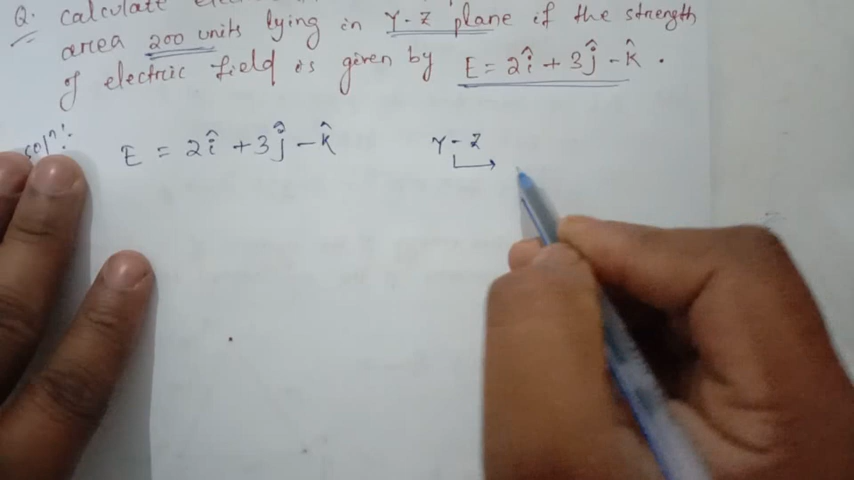 Q. calculate
area 200 units lying in Y-Z plane if the strength
of electric field is given by E = 2î + 3ĵ - k̂ .
solⁿ:
E = 2î + 3ĵ - k̂
Y-Z